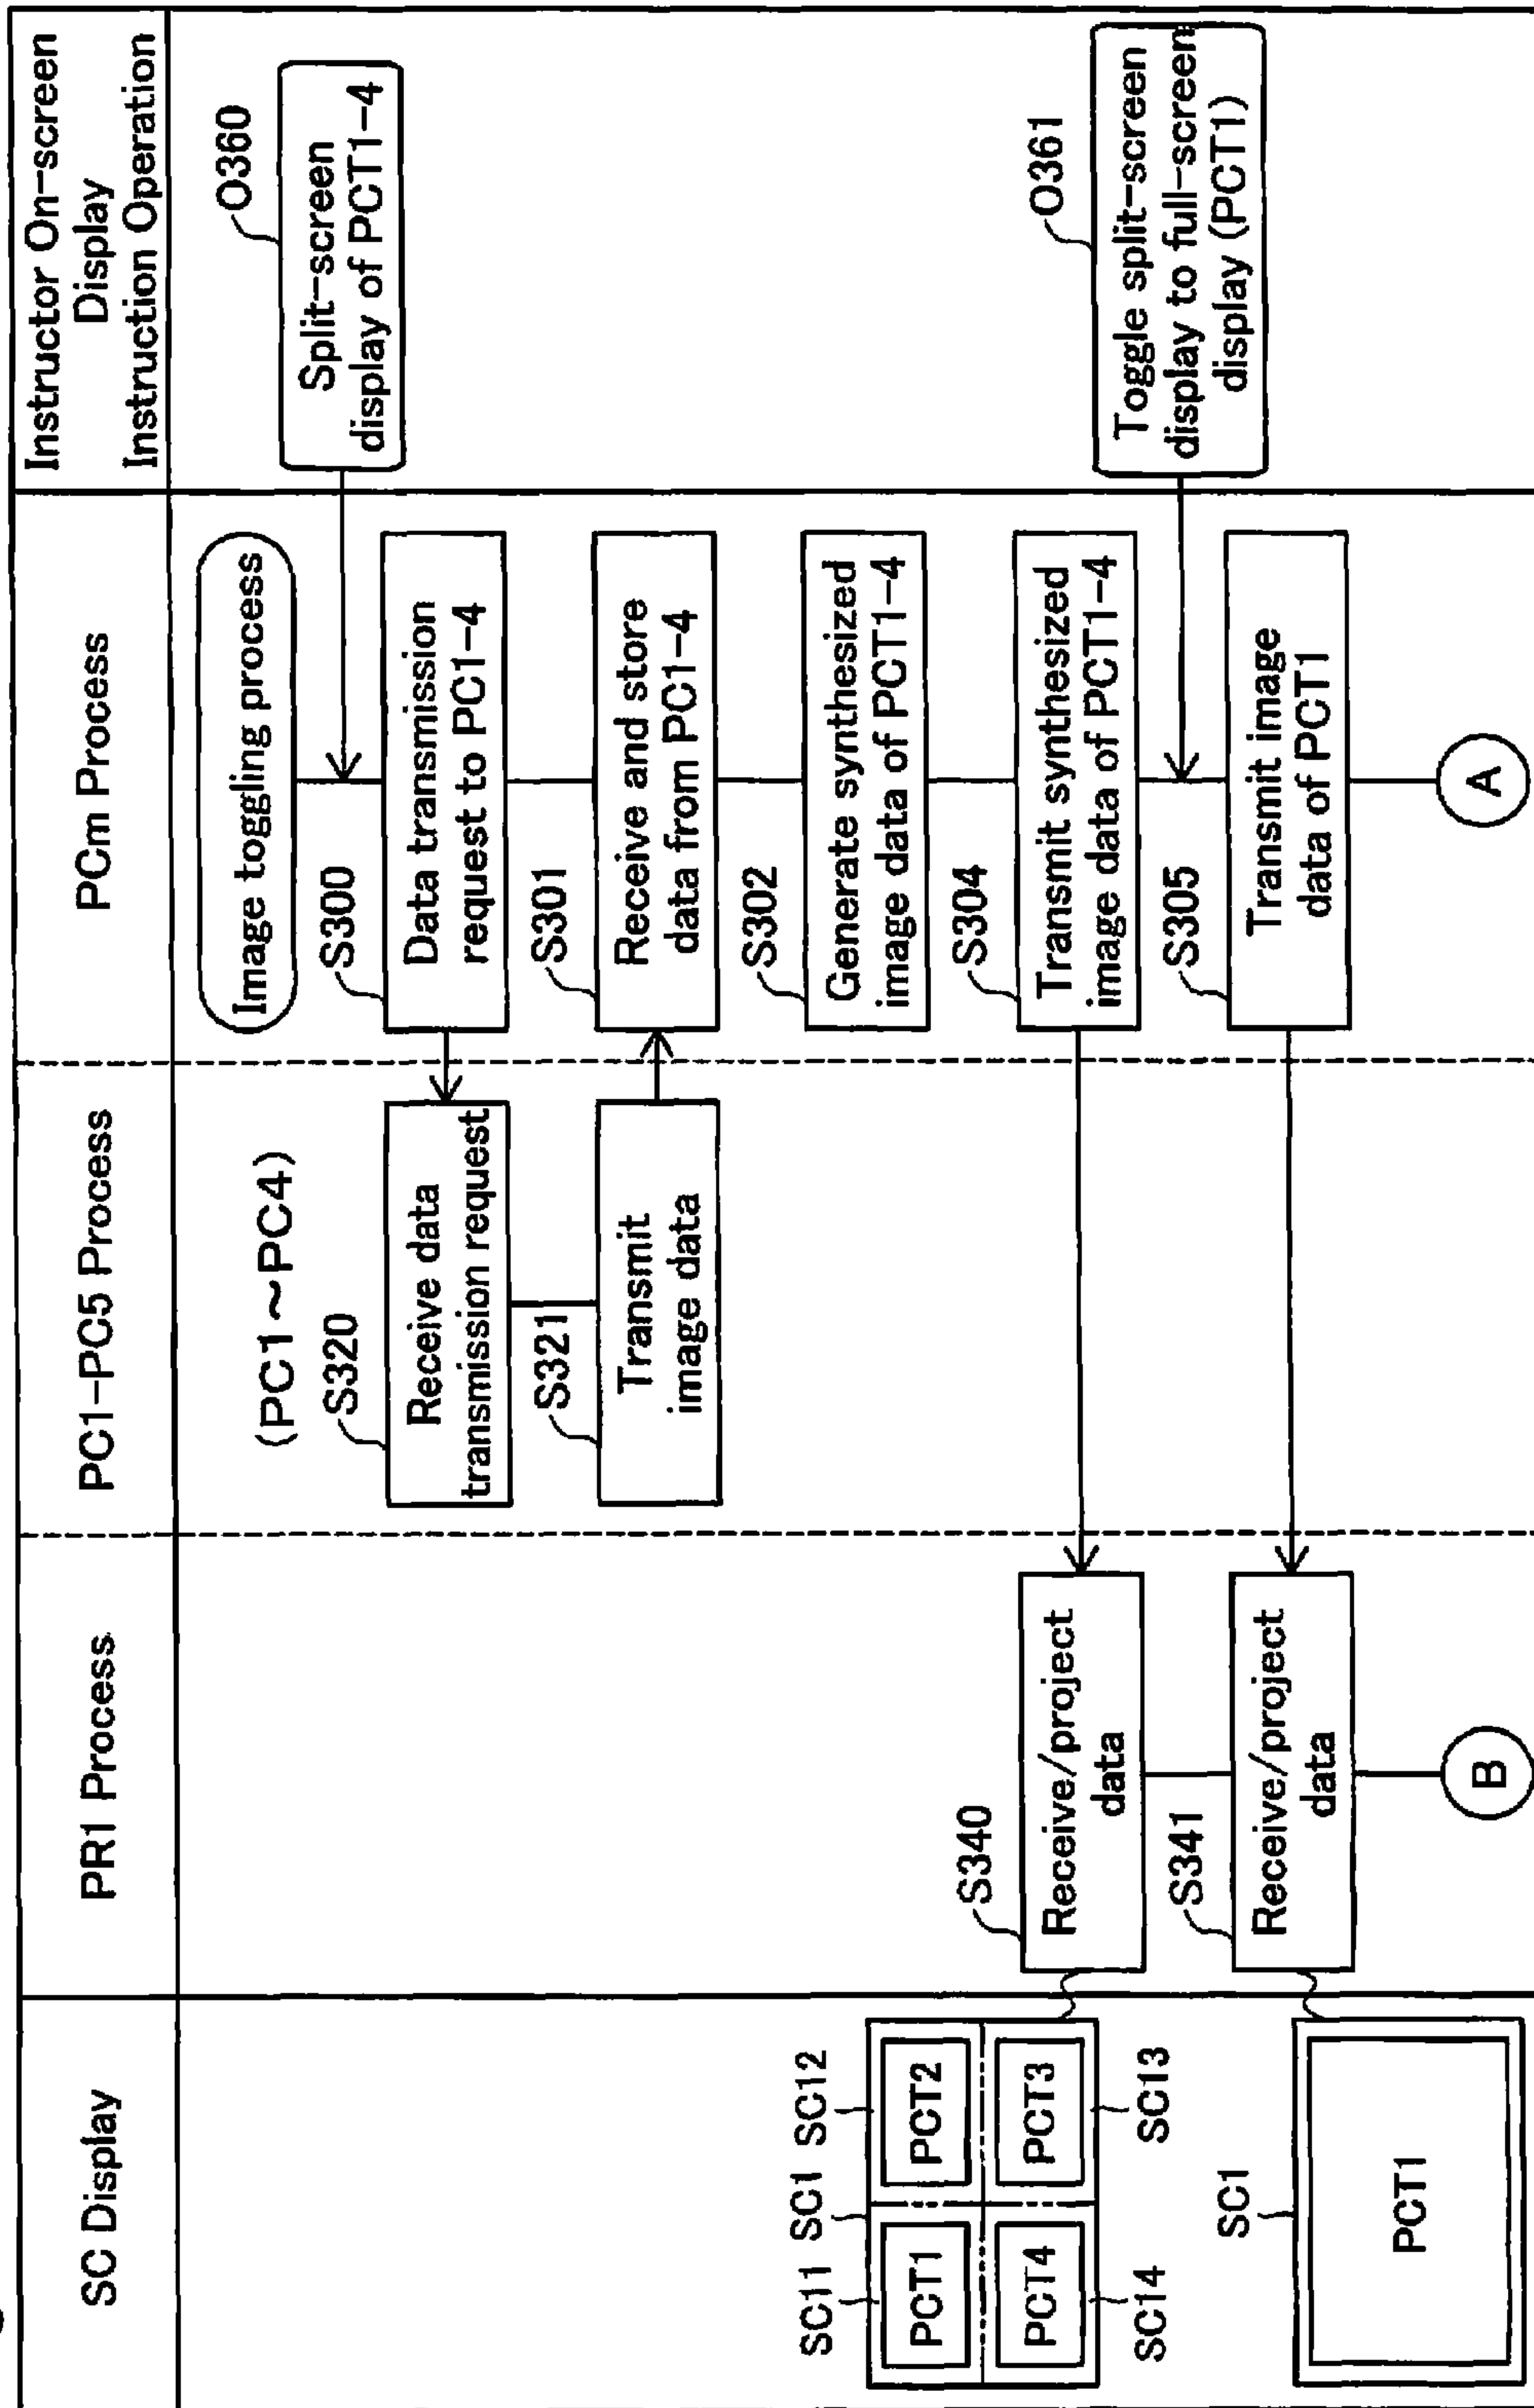 SC Display
PR1 Process
PC1-PC5 Process
PCm Process
Instructor On-screen
Display
Instruction Operation
Image toggling process
O360
Split-screen
display of PCT1-4
(PC1~PC4)
S300
Data transmission
request to PC1-4
S320
Receive data
transmission request
S301
Receive and store
data from PC1-4
S321
Transmit
image data
S302
Generate synthesized
image data of PCT1-4
S304
Transmit synthesized
image data of PCT1-4
S340
Receive/project
data
SC11
SC1
SC12
PCT1
PCT2
PCT4
PCT3
SC14
SC13
O361
Toggle split-screen
display to full-screen
display (PCT1)
S305
Transmit image
data of PCT1
S341
Receive/project
data
SC1
PCT1
A
B